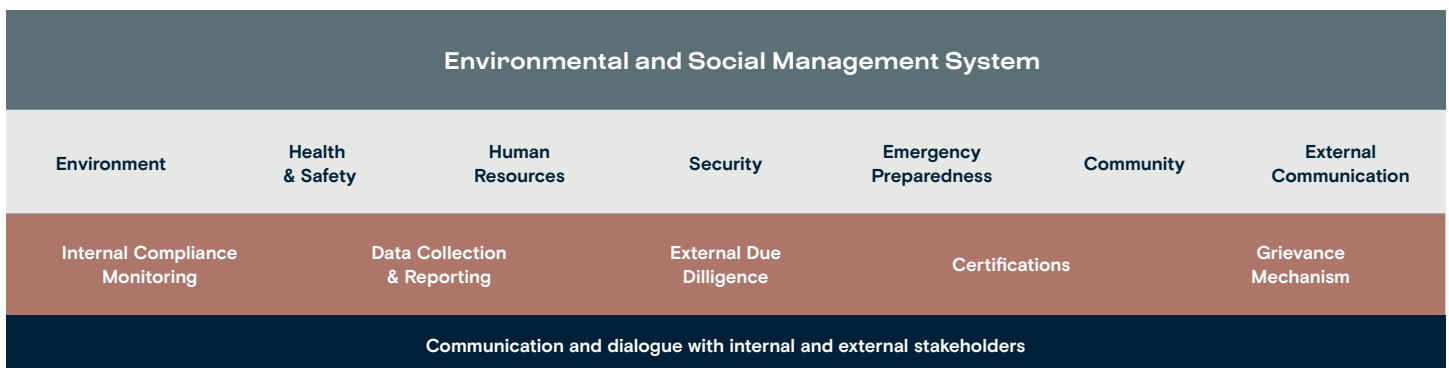 Environmental and Social Management System
Environment
Health
& Safety
Human
Resources
Security
Emergency
Preparedness
Community
External
Communication
Internal Compliance
Monitoring
Data Collection
& Reporting
External Due
Dilligence
Certifications
Grievance
Mechanism
Communication and dialogue with internal and external stakeholders